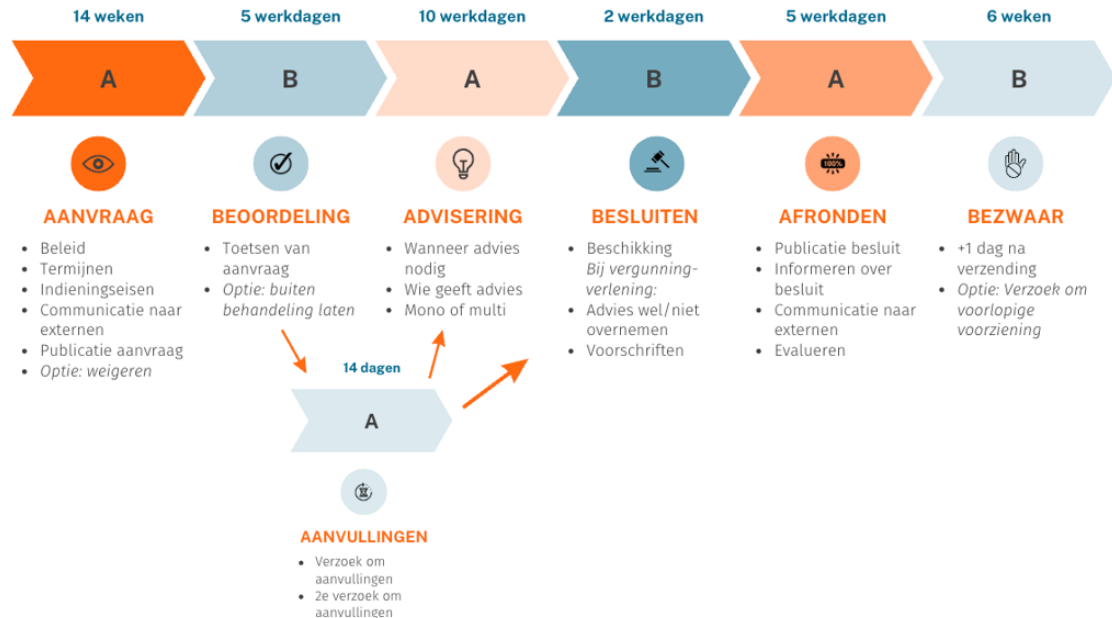 14 weken
5 werkdagen
10 werkdagen
2 werkdagen
5 werkdagen
6 weken
A
B
A
B
A
B
100%
AANVRAAG
• Beleid
• Termijnen
• Indieningseisen
• Communicatie naar
externen
• Publicatie aanvraag
• Optie: weigeren
BEOORDELING
• Toetsen van
aanvraag
• Optie: buiten
behandeling laten
ADVISERING
• Wanneer advies
nodig
• Wie geeft advies
• Mono of multi
BESLUITEN
• Beschikking
Bij vergunning-
verlening:
• Advies wel/niet
overnemen
• Voorschriften
AFRONDEN
• Publicatie besluit
• Informeren over
besluit
• Communicatie naar
externen
• Evalueren
BEZWAAR
• +1 dag na
verzending
• Optie: Verzoek om
voorlopige
voorziening
14 dagen
A
AANVULLINGEN
• Verzoek om
aanvullingen
• 2e verzoek om
aanvullingen